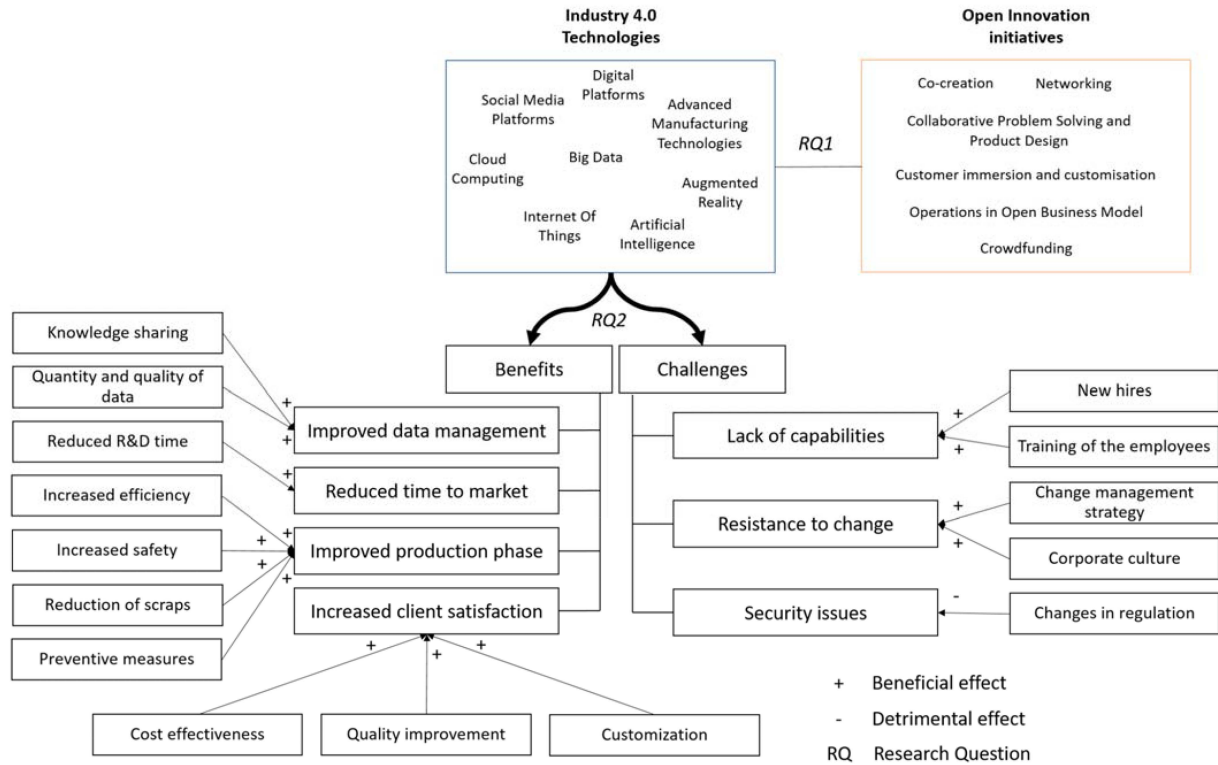 Industry 4.0
Technologies
Open Innovation
initiatives
Digital
Platforms
Social Media
Platforms
Advanced
Manufacturing
Technologies
Cloud
Computing
Big Data
Augmented
Reality
Internet Of
Things
Artificial
Intelligence
RQ1
Co-creation
Networking
Collaborative Problem Solving and
Product Design
Customer immersion and customisation
Operations in Open Business Model
Crowdfunding
RQ2
Benefits
Challenges
Knowledge sharing
Quantity and quality of
data
Reduced R&D time
Increased efficiency
Increased safety
Reduction of scraps
Preventive measures
+
+
+
+
+
+
+
Improved data management
Reduced time to market
Improved production phase
Increased client satisfaction
+
+
+
Cost effectiveness
Quality improvement
Customization
Lack of capabilities
Resistance to change
Security issues
+
+
+
+
-
New hires
Training of the employees
Change management
strategy
Corporate culture
Changes in regulation
+ Beneficial effect
- Detrimental effect
RQ Research Question